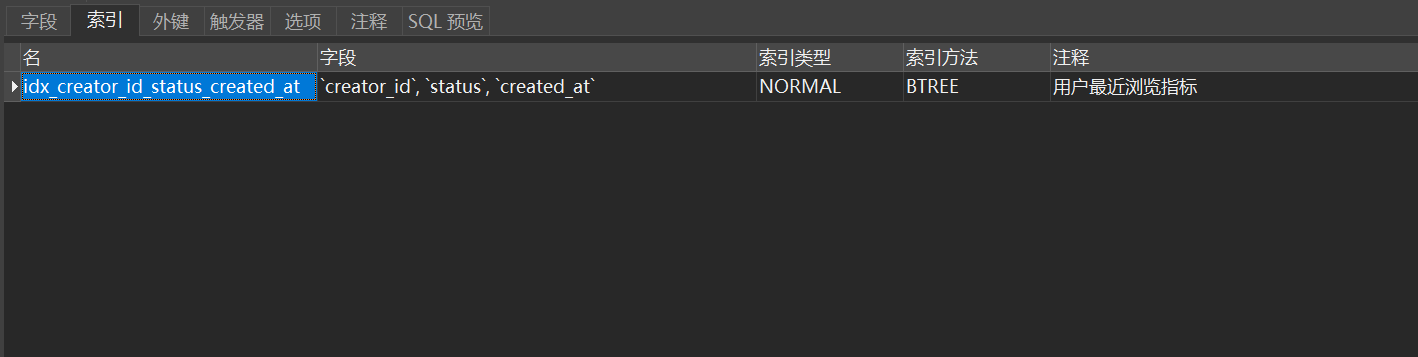 字段 索引 外键 触发器 选项 注释 SQL 预览
名 字段 索引类型 索引方法 注释
idx_creator_id_status_created_at `creator_id`, `status`, `created_at` NORMAL BTREE 用户最近浏览指标